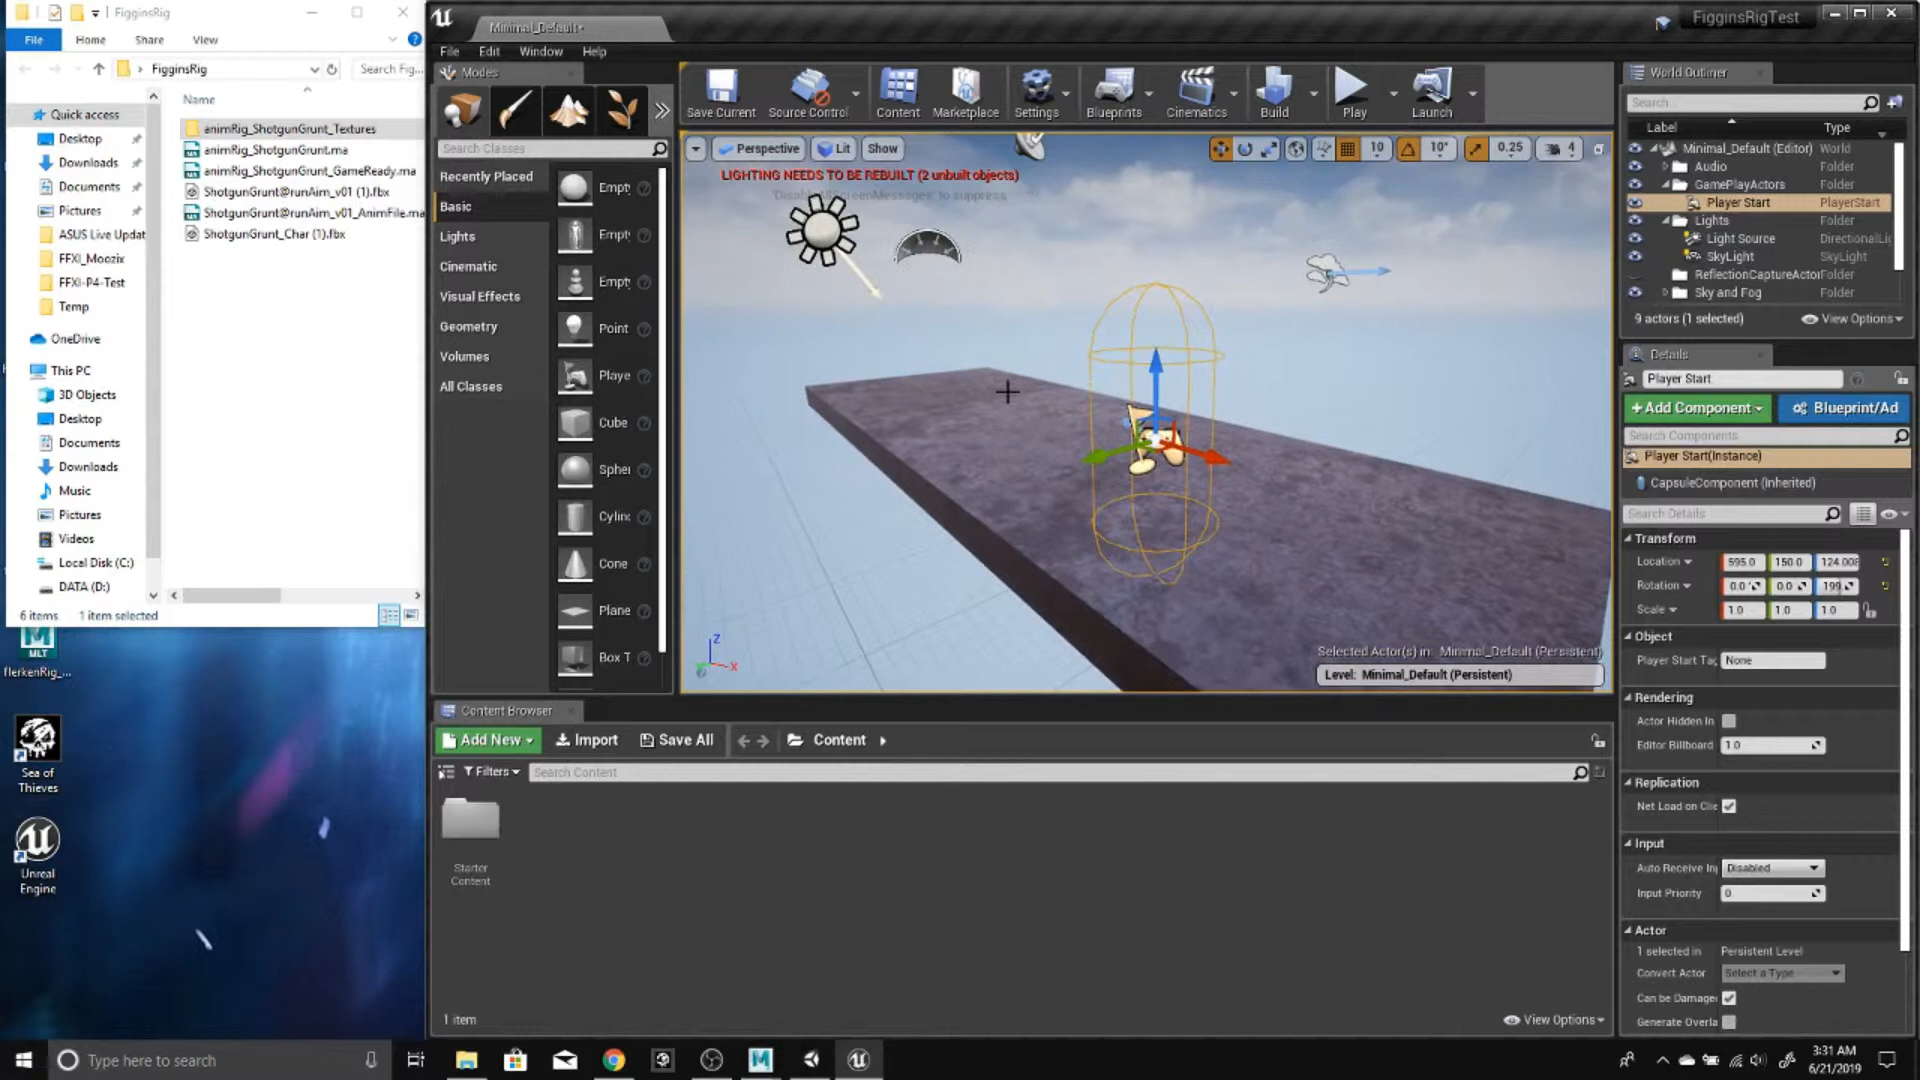 FigginsRig
File
Home
Share
View
FigginsRig
Search Fig...
Name
Quick access
Desktop
Downloads
Documents
Pictures
ASUS Live Updat
FFXI_Moozix
FFXI-P4-Test
Temp
OneDrive
This PC
3D Objects
Desktop
Documents
Downloads
Music
Pictures
Videos
Local Disk (C:)
DATA (D:)
animRig_ShotgunGrunt_Textures
animRig_ShotgunGrunt.ma
animRig_ShotgunGrunt_GameReady.ma
ShotgunGrunt@runAim_v01 (1).fbx
ShotgunGrunt@runAim_v01_AnimFile.ma
ShotgunGrunt_Char (1).fbx
6 items
1 item selected
MLT
flerkenRig_...
Sea of
Thieves
Unreal
Engine
Minimal_Default•
FigginsRigTest
File
Edit
Window
Help
Modes
Search Classes
Recently Placed
Basic
Lights
Cinematic
Visual Effects
Geometry
Volumes
All Classes
Empt
Empt
Empt
Point
Playe
Cube
Spher
Cylin
Cone
Plane
Box T
Save Current
Source Control
Content
Marketplace
Settings
Blueprints
Cinematics
Build
Play
Launch
Perspective
Lit
Show
10
10°
0.25
4
LIGHTING NEEDS TO BE REBUILT (2 unbuilt objects)
'DisableAllScreenMessages' to suppress
Z
X
Selected Actor(s) in: Minimal_Default (Persistent)
Level: Minimal_Default (Persistent)
Content Browser
Add New
Import
Save All
Content
Filters
Search Content
Starter
Content
1 item
View Options
World Outliner
Search...
Label
Type
Minimal_Default (Editor)
World
Audio
Folder
GamePlayActors
Folder
Player Start
PlayerStart
Lights
Folder
Light Source
DirectionalLig
SkyLight
SkyLight
ReflectionCaptureActor
Folder
Sky and Fog
Folder
9 actors (1 selected)
View Options
Details
Player Start
+Add Component
Blueprint/Ad
Search Components
Player Start(Instance)
CapsuleComponent (Inherited)
Search Details
Transform
Location
595.0
150.0
124.008
Rotation
0.0
0.0
199
Scale
1.0
1.0
1.0
Object
Player Start Tag
None
Rendering
Actor Hidden In
Editor Billboard
1.0
Replication
Net Load on Clie
Input
Auto Receive In
Disabled
Input Priority
0
Actor
1 selected in
Persistent Level
Convert Actor
Select a Type
Can be Damage
Generate Overla
Type here to search
3:31 AM
6/21/2019